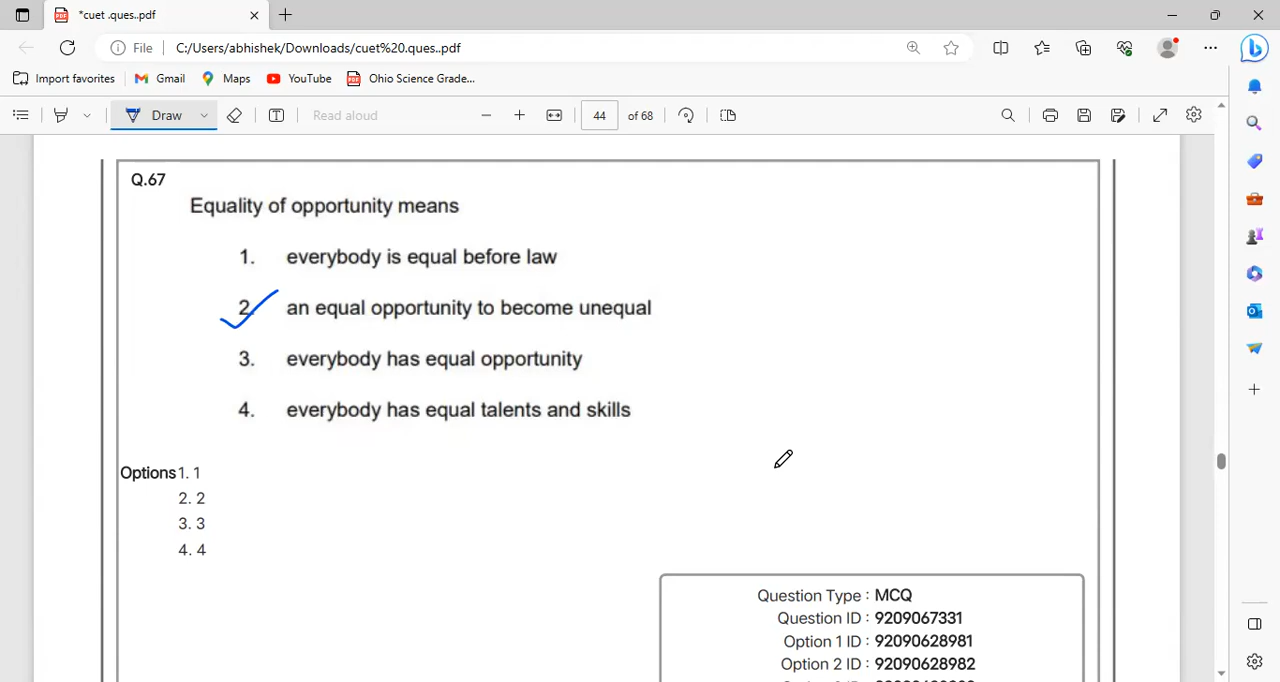 *cuet .ques..pdf
File C:/Users/abhishek/Downloads/cuet%20.ques..pdf
Import favorites Gmail Maps YouTube Ohio Science Grade...
Draw Read aloud 44 of 68
Q.67
Equality of opportunity means
1. everybody is equal before law
2. an equal opportunity to become unequal
3. everybody has equal opportunity
4. everybody has equal talents and skills
Options 1. 1
2. 2
3. 3
4. 4
Question Type : MCQ
Question ID : 9209067331
Option 1 ID : 92090628981
Option 2 ID : 92090628982